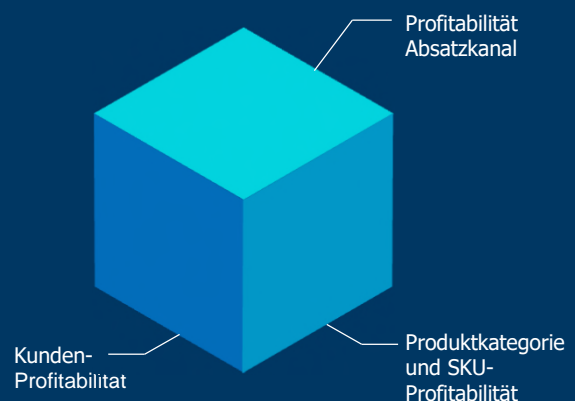 Profitabilität
Absatzkanal
Kunden-
Profitabilitat
Produktkategorie
und SKU-
Profitabilität